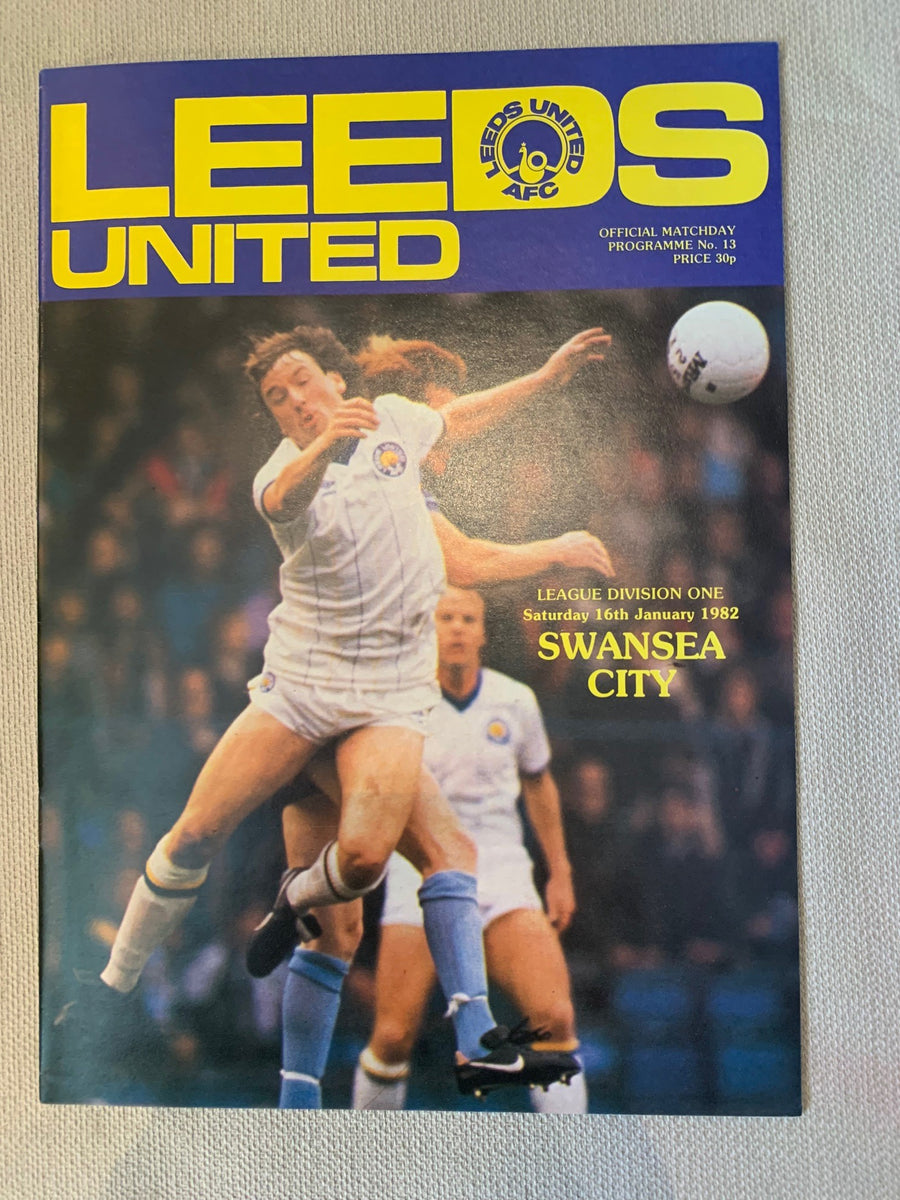 LEEDS
LEEDS UNITED
AFC
UNITED
OFFICIAL MATCHDAY
PROGRAMME No. 13
PRICE 30p
LEAGUE DIVISION ONE
Saturday 16th January 1982
SWANSEA
CITY